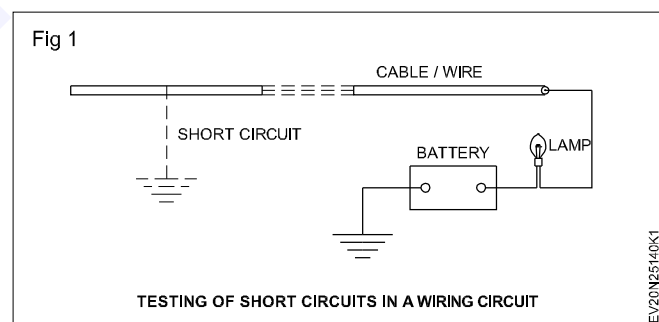 Fig 1
CABLE / WIRE
SHORT CIRCUIT
LAMP
BATTERY
TESTING OF SHORT CIRCUITS IN A WIRING CIRCUIT
EV20N25140K1